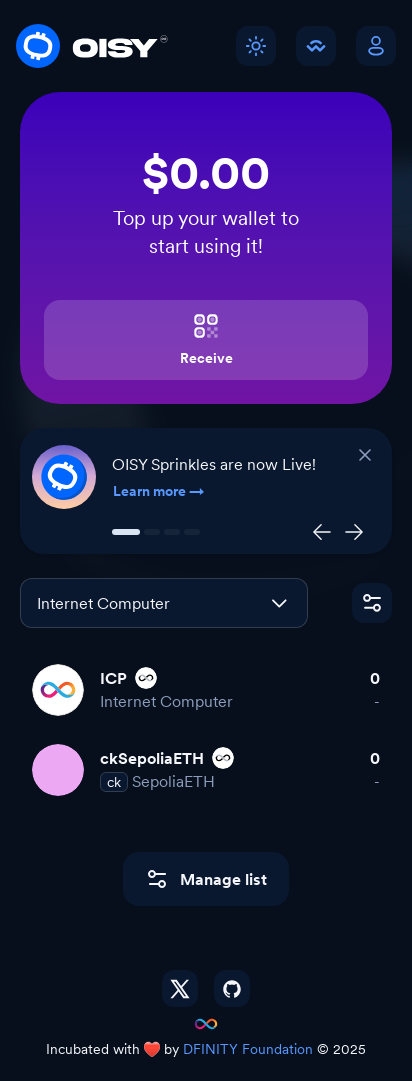 OISY
$0.00
Top up your wallet to
start using it!
Receive
OISY Sprinkles are now Live!
Learn more →
Internet Computer
ICP
0
Internet Computer
-
ckSepoliaETH
0
ck SepoliaETH
-
Manage list
Incubated with ❤️ by DFINITY Foundation © 2025